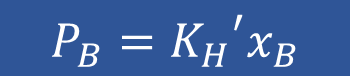 P_B = K_H′x_B